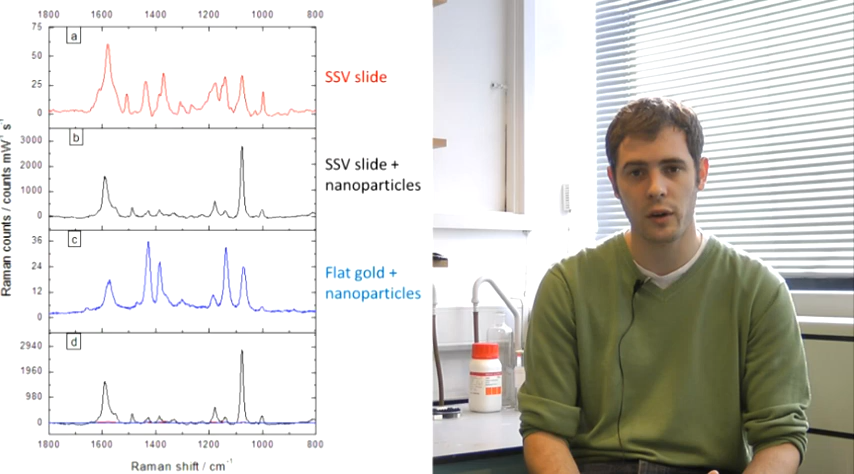 1800 1600 1400 1200 1000 800
a
75
50
25
0
SSV slide
b
3000
2000
1000
0
SSV slide +
nanoparticles
c
36
24
12
0
Flat gold +
nanoparticles
d
2940
1960
980
0
1800 1600 1400 1200 1000 800
Raman counts / counts mW⁻¹ s⁻¹
Raman shift / cm⁻¹